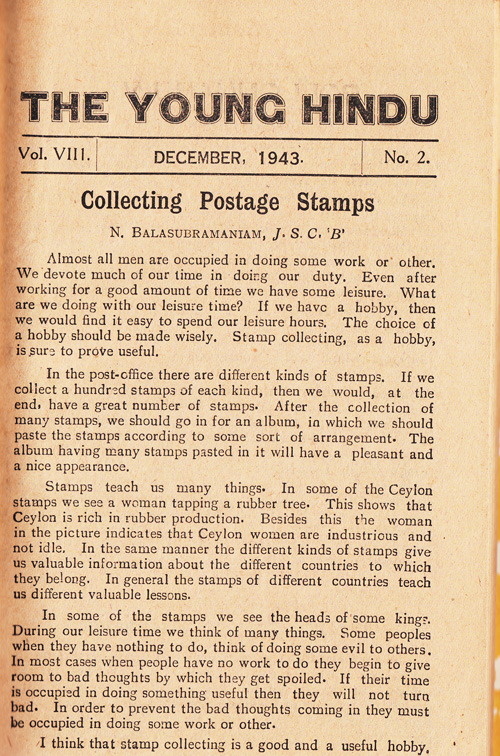 THE YOUNG HINDU
Vol. VIII. DECEMBER, 1943. No. 2.
Collecting Postage Stamps
N. BALASUBRAMANIAM, J. S. C. 'B'
Almost all men are occupied in doing some work or other.
We devote much of our time in doing our duty. Even after
working for a good amount of time we have some leisure. What
are we doing with our leisure time? If we have a hobby, then
we would find it easy to spend our leisure hours. The choice of
a hobby should be made wisely. Stamp collecting, as a hobby,
is sure to prove useful.
In the post-office there are different kinds of stamps. If we
collect a hundred stamps of each kind, then we would, at the
end, have a great number of stamps. After the collection of
many stamps, we should go in for an album, in which we should
paste the stamps according to some sort of arrangement. The
album having many stamps pasted in it will have a pleasant and
a nice appearance.
Stamps teach us many things. In some of the Ceylon
stamps we see a woman tapping a rubber tree. This shows that
Ceylon is rich in rubber production. Besides this the woman
in the picture indicates that Ceylon women are industrious and
not idle. In the same manner the different kinds of stamps give
us valuable information about the different countries to which
they belong. In general the stamps of different countries teach
us different valuable lessons.
In some of the stamps we see the heads of some kings.
During our leisure time we think of many things. Some peoples
when they have nothing to do, think of doing some evil to others.
In most cases when people have no work to do they begin to give
room to bad thoughts by which they get spoiled. If their time
is occupied in doing something useful then they will not turn
bad. In order to prevent the bad thoughts coming in they must
be occupied in doing some work or other.
I think that stamp collecting is a good and a useful hobby.